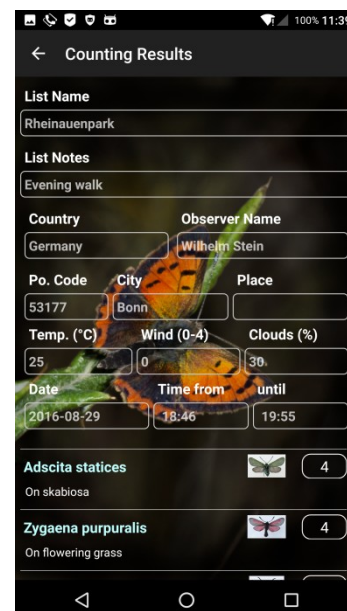 100% 11:39
Counting Results
List Name
Rheinauenpark
List Notes
Evening walk
Country Observer Name
Germany Wilhelm Stein
Po. Code City Place
53177 Bonn
Temp. (°C) Wind (0-4) Clouds (%)
25 0 30
Date Time from until
2016-08-29 18:46 19:55
Adscita statices 4
On skabiosa
Zygaena purpuralis 4
On flowering grass